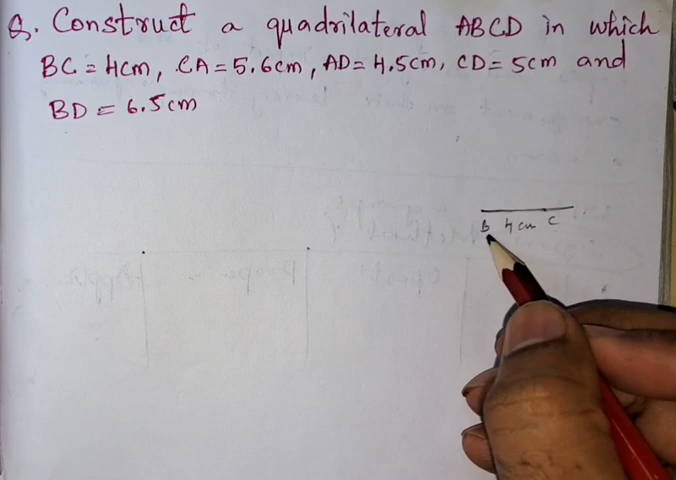 Q. Construct a quadrilateral ABCD in which
BC = 4cm, CA = 5.6cm, AD = 4.5cm, CD = 5cm and
BD = 6.5cm
B 4cm C